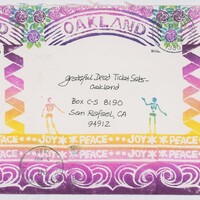 OAKLAND
grateful Dead Ticket Sales-
Oakland
Box C-S 8190
San Rafael, CA
94912
PEACE JOY PEACE JOY PEACE